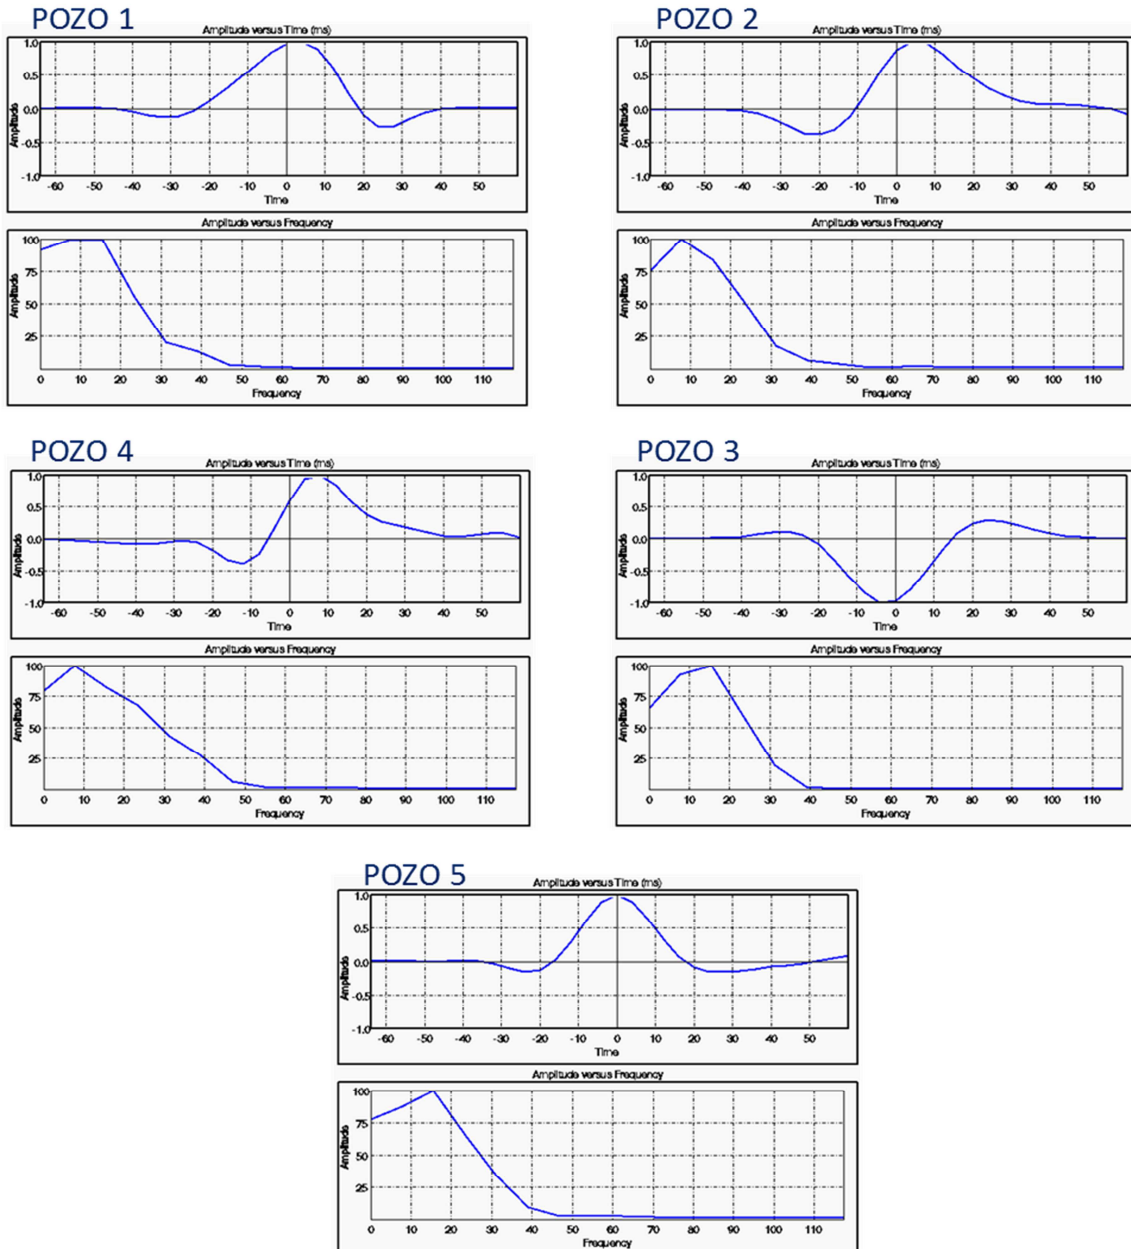 POZO 1
Amplitude versus Time (ms)
1.0
0.5
0.0
-0.5
-1.0
Amplitude
-60 -50 -40 -30 -20 -10 0 10 20 30 40 50
Time
Amplitude versus Frequency
100
75
50
25
Amplitude
0 10 20 30 40 50 60 70 80 90 100 110
Frequency
POZO 2
Amplitude versus Time (ms)
1.0
0.5
0.0
-0.5
-1.0
Amplitude
-60 -50 -40 -30 -20 -10 0 10 20 30 40 50
Time
Amplitude versus Frequency
100
75
50
25
Amplitude
0 10 20 30 40 50 60 70 80 90 100 110
Frequency
POZO 4
Amplitude versus Time (ms)
1.0
0.5
0.0
-0.5
-1.0
Amplitude
-60 -50 -40 -30 -20 -10 0 10 20 30 40 50
Time
Amplitude versus Frequency
100
75
50
25
Amplitude
0 10 20 30 40 50 60 70 80 90 100 110
Frequency
POZO 3
Amplitude versus Time (ms)
1.0
0.5
0.0
-0.5
-1.0
Amplitude
-60 -50 -40 -30 -20 -10 0 10 20 30 40 50
Time
Amplitude versus Frequency
100
75
50
25
Amplitude
0 10 20 30 40 50 60 70 80 90 100 110
Frequency
POZO 5
Amplitude versus Time (ms)
1.0
0.5
0.0
-0.5
-1.0
Amplitude
-60 -50 -40 -30 -20 -10 0 10 20 30 40 50
Time
Amplitude versus Frequency
100
75
50
25
Amplitude
0 10 20 30 40 50 60 70 80 90 100 110
Frequency